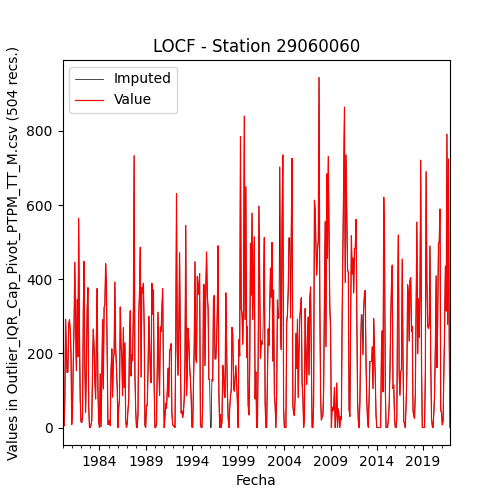 LOCF - Station 29060060
Imputed
Value
Values in Outlier_IQR_Cap_Pivot_PTPM_TT_M.csv (504 recs.)
800
600
400
200
0
1984 1989 1994 1999 2004 2009 2014 2019
Fecha